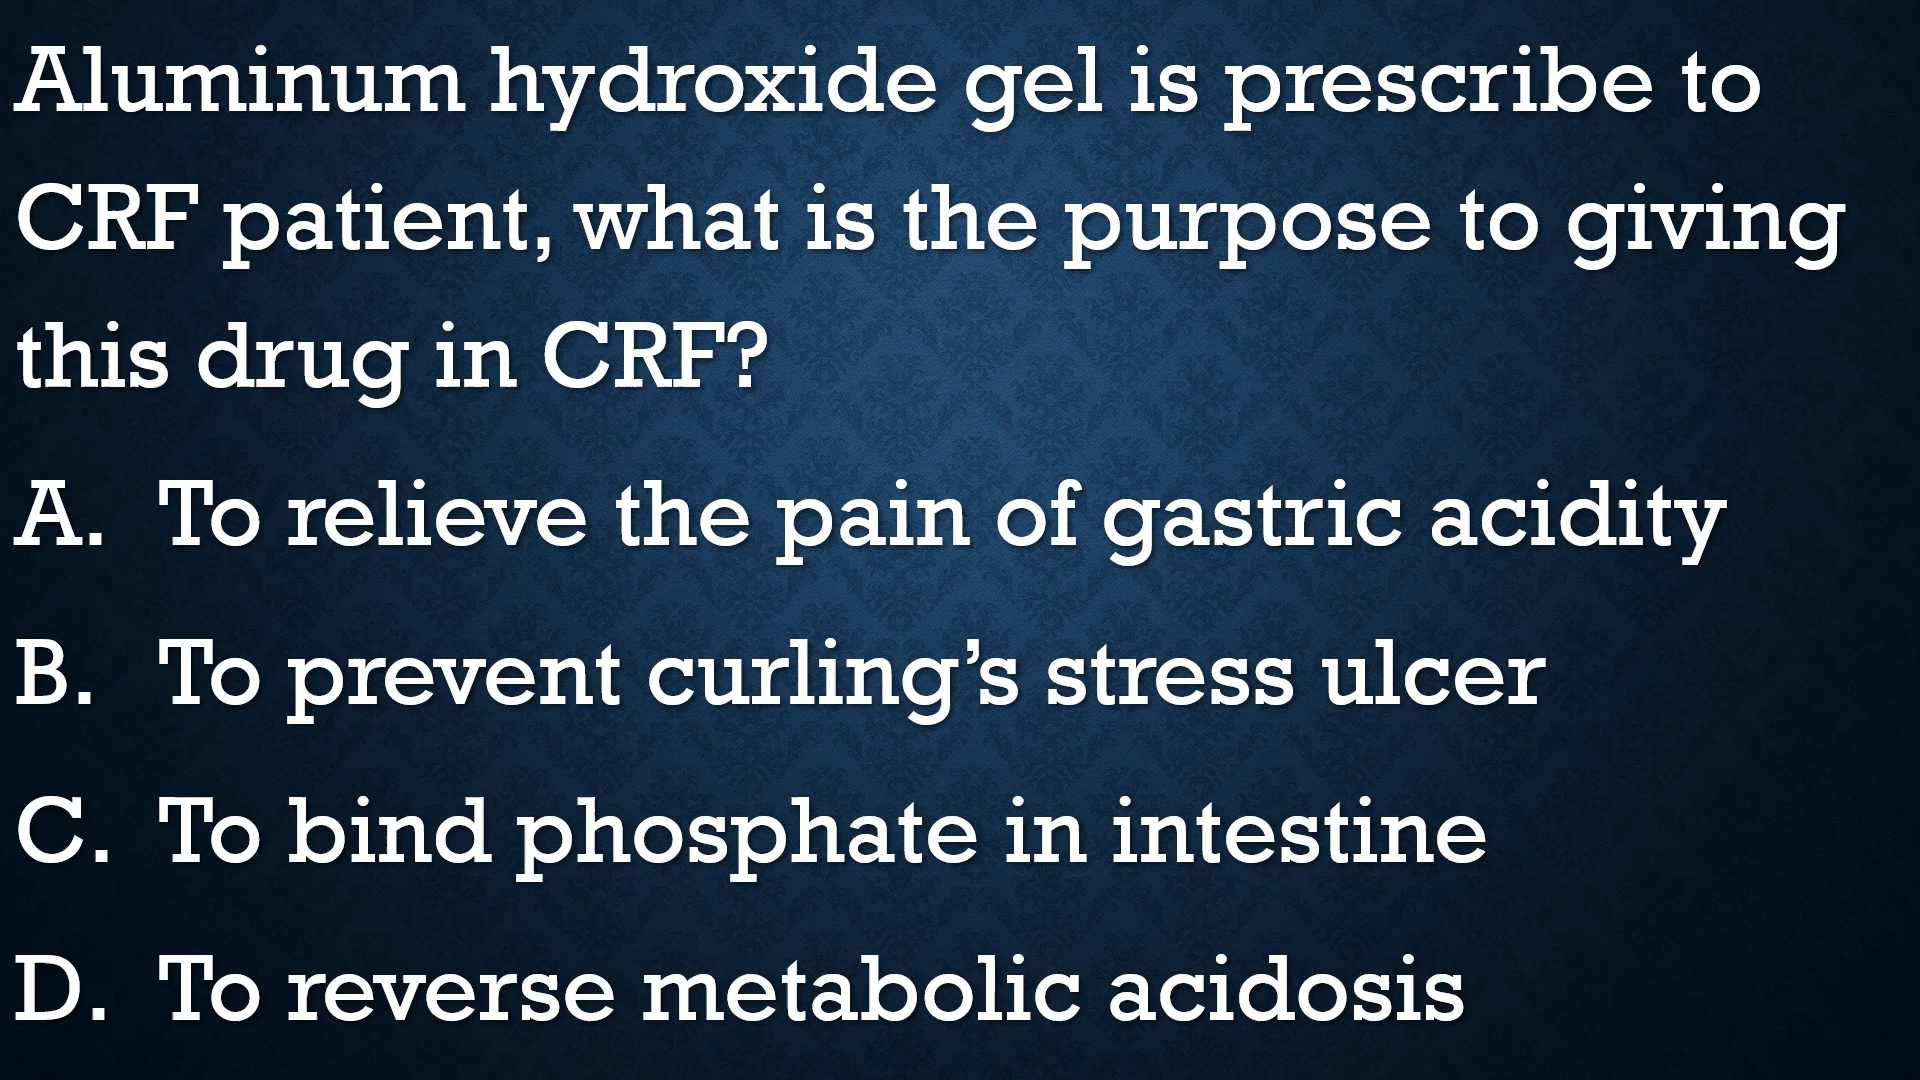 Aluminum hydroxide gel is prescribe to
CRF patient, what is the purpose to giving
this drug in CRF?
A. To relieve the pain of gastric acidity
B. To prevent curling’s stress ulcer
C. To bind phosphate in intestine
D. To reverse metabolic acidosis